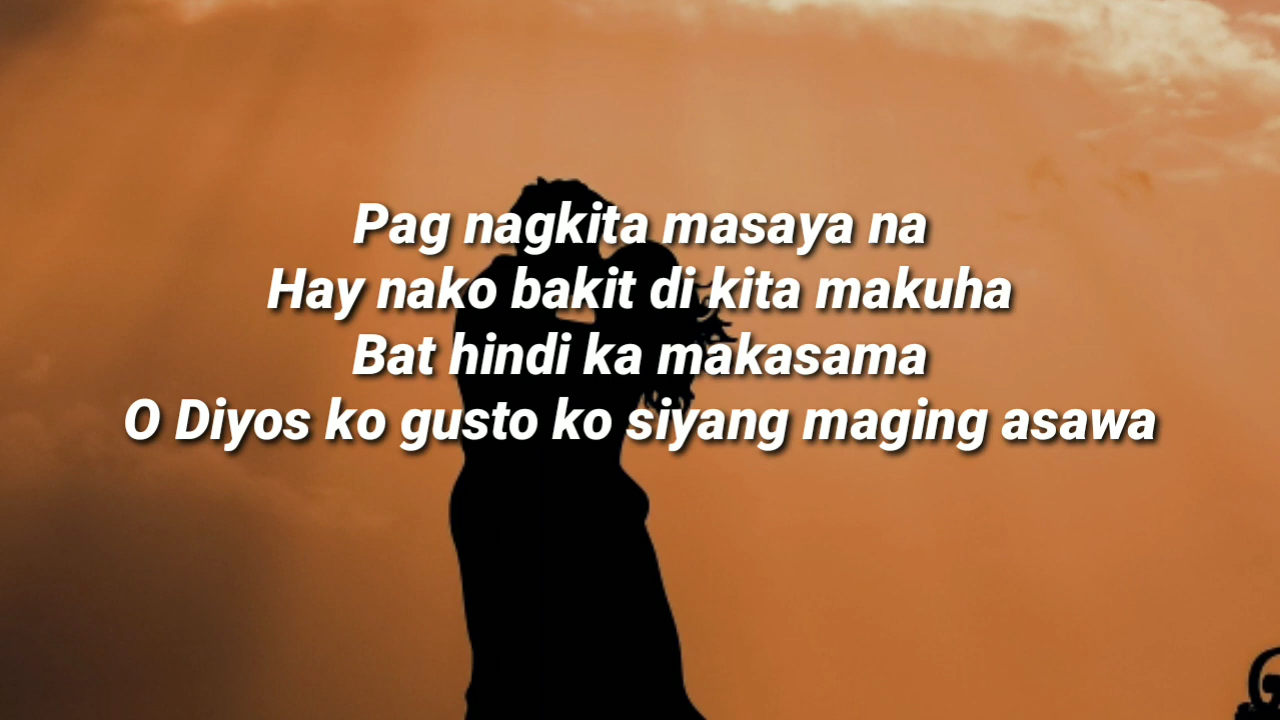 Pag nagkita masaya na
Hay nako bakit di kita makuha
Bat hindi ka makasama
O Diyos ko gusto ko siyang maging asawa